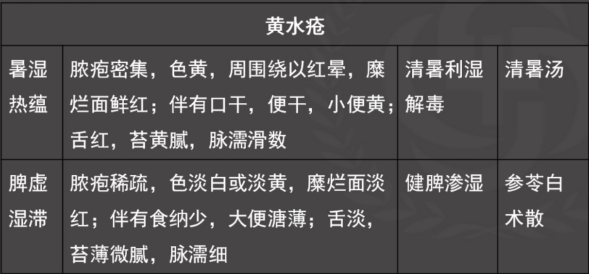 黄水疮
暑湿
热蕴
脓疱密集，色黄，周围绕以红晕，糜
烂面鲜红；伴有口干，便干，小便黄；
舌红，苔黄腻，脉濡滑数
清暑利湿
解毒
清暑汤
脾虚
湿滞
脓疱稀疏，色淡白或淡黄，糜烂面淡
红；伴有食纳少，大便溏薄；舌淡，
苔薄微腻，脉濡细
健脾渗湿
参苓白
术散